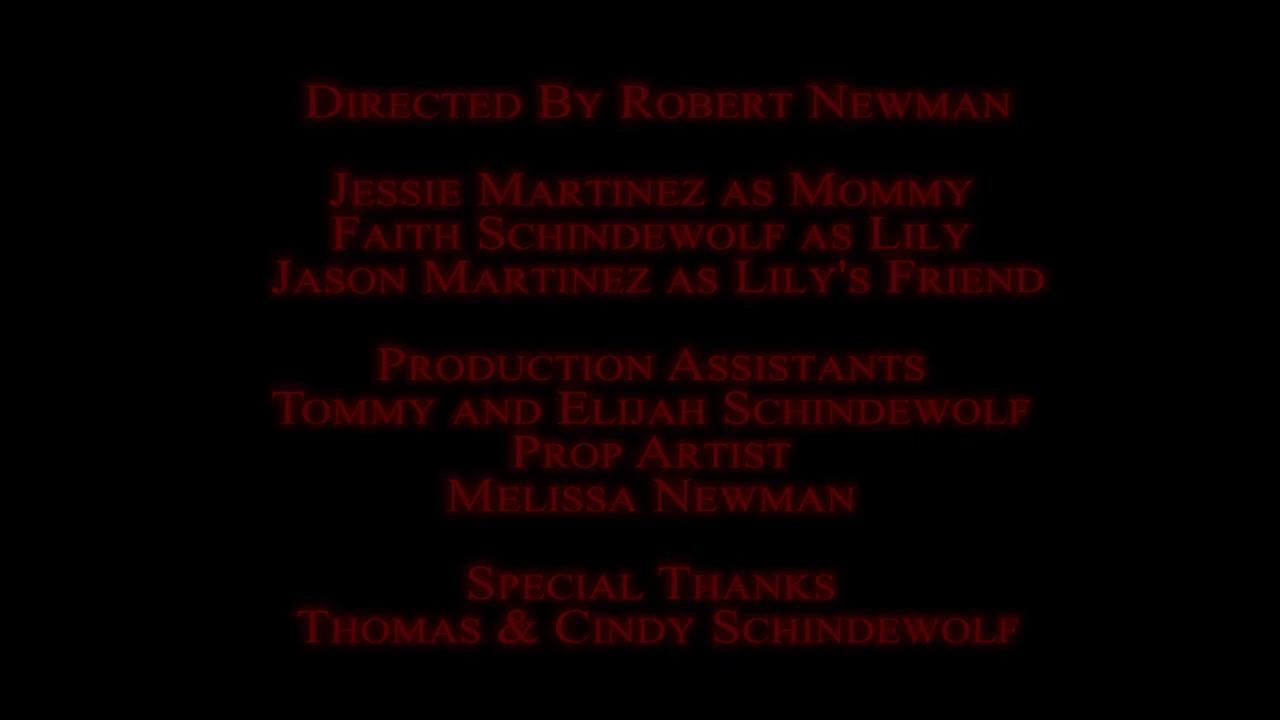 Directed By Robert Newman
Jessie Martinez as Mommy
Faith Schindewolf as Lily
Jason Martinez as Lily's Friend
Production Assistants
Tommy and Elijah Schindewolf
Prop Artist
Melissa Newman
Special Thanks
Thomas & Cindy Schindewolf